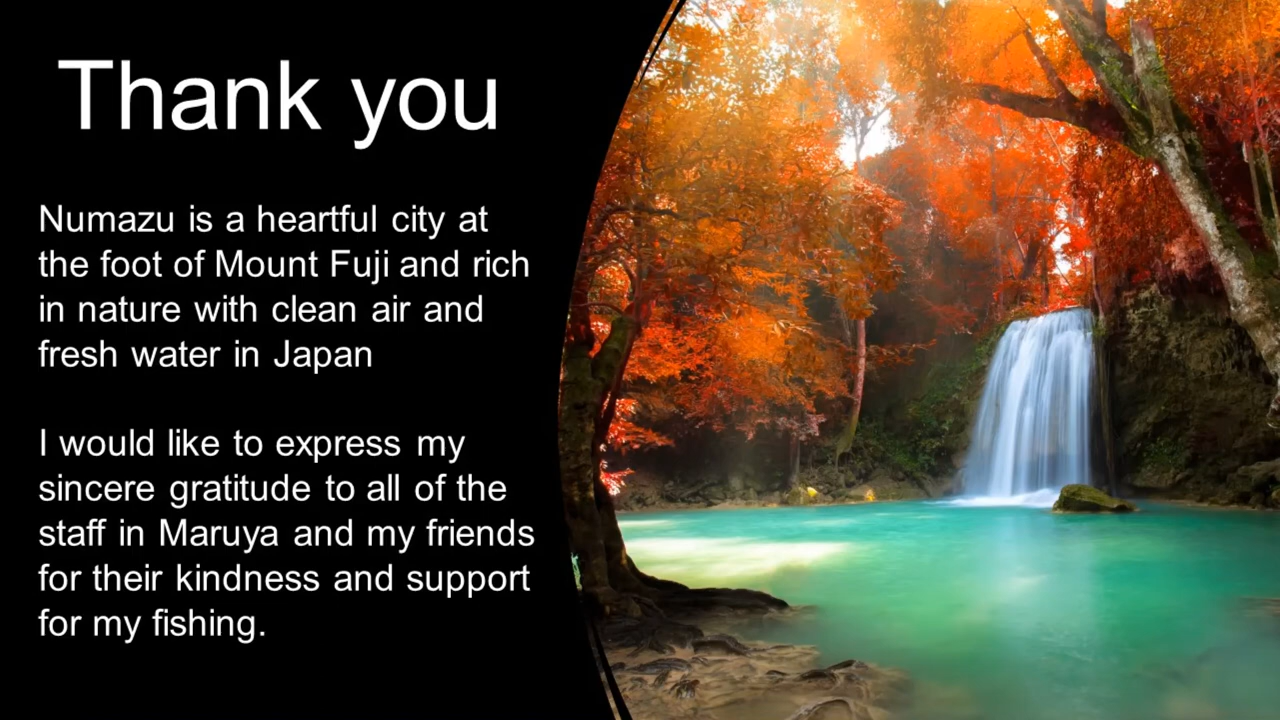 Thank you
Numazu is a heartful city at
the foot of Mount Fuji and rich
in nature with clean air and
fresh water in Japan
I would like to express my
sincere gratitude to all of the
staff in Maruya and my friends
for their kindness and support
for my fishing.